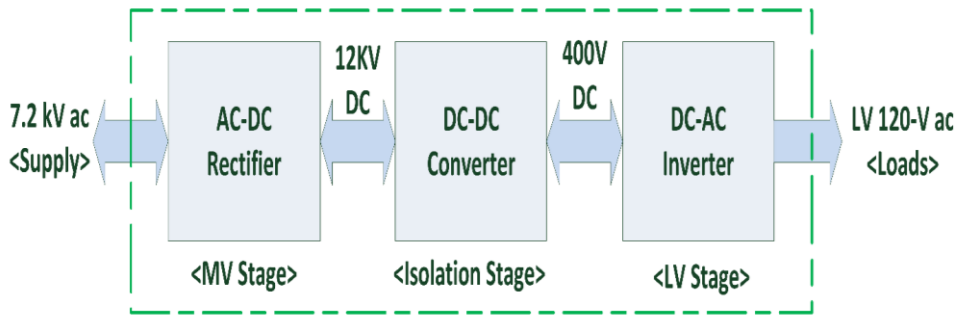 7.2 kV ac
<Supply>
AC-DC
Rectifier
<MV Stage>
12KV
DC
DC-DC
Converter
<Isolation Stage>
400V
DC
DC-AC
Inverter
<LV Stage>
LV 120-V ac
<Loads>